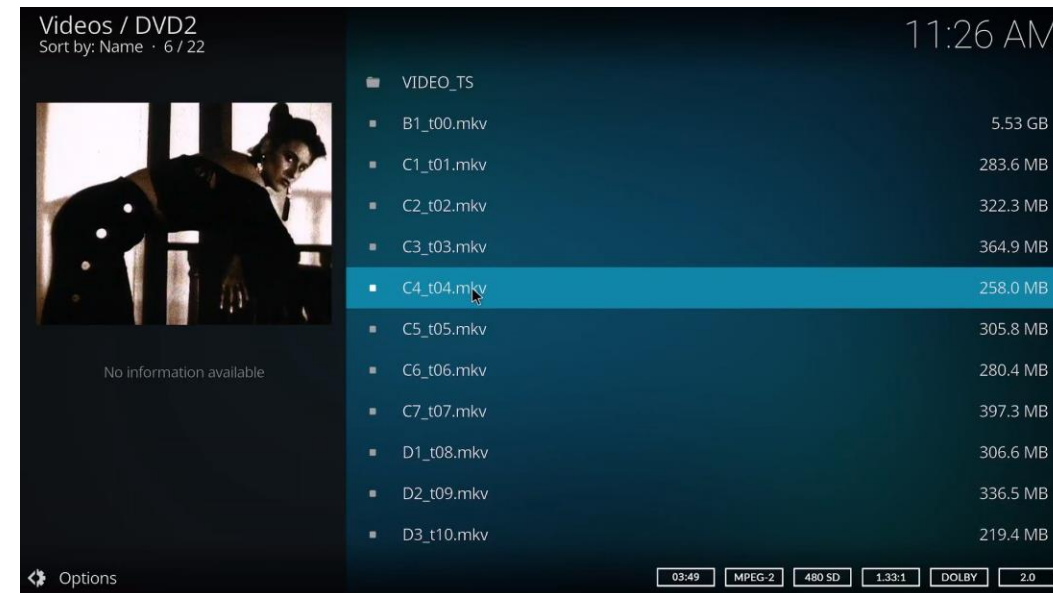 Videos / DVD2
Sort by: Name · 6 / 22
11:26 AM
VIDEO_TS
B1_t00.mkv 5.53 GB
C1_t01.mkv 283.6 MB
C2_t02.mkv 322.3 MB
C3_t03.mkv 364.9 MB
C4_t04.mkv 258.0 MB
C5_t05.mkv 305.8 MB
C6_t06.mkv 280.4 MB
C7_t07.mkv 397.3 MB
D1_t08.mkv 306.6 MB
D2_t09.mkv 336.5 MB
D3_t10.mkv 219.4 MB
No information available
Options
03:49 MPEG-2 480 SD 1.33:1 DOLBY 2.0